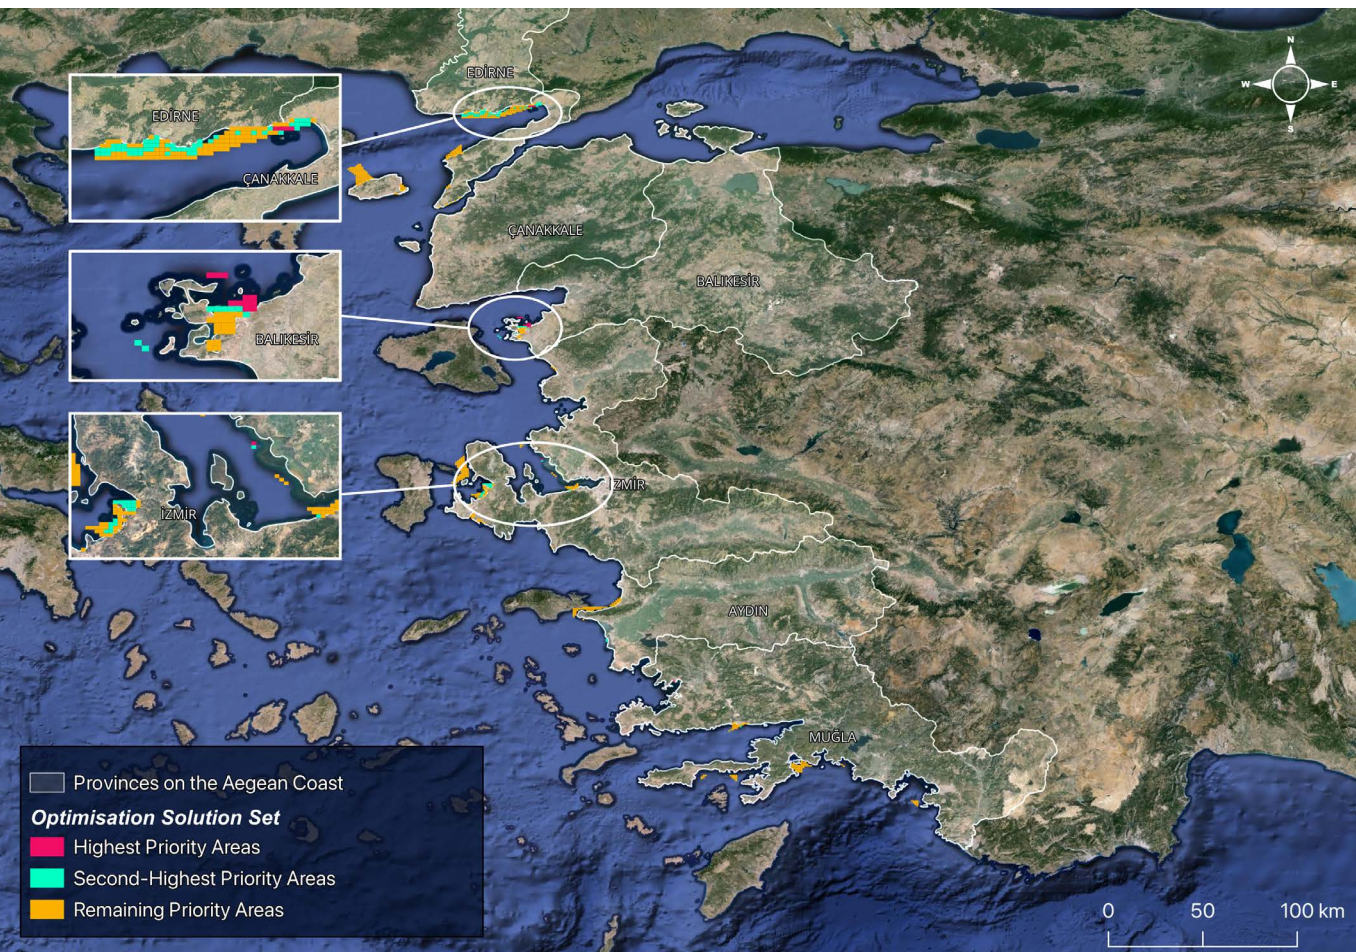 N
W E
S
EDİRNE
EDİRNE
ÇANAKKALE
ÇANAKKALE
BALIKESİR
BALIKESİR
İZMİR
İZMİR
AYDIN
MUĞLA
Provinces on the Aegean Coast
Optimisation Solution Set
Highest Priority Areas
Second-Highest Priority Areas
Remaining Priority Areas
0 50 100 km